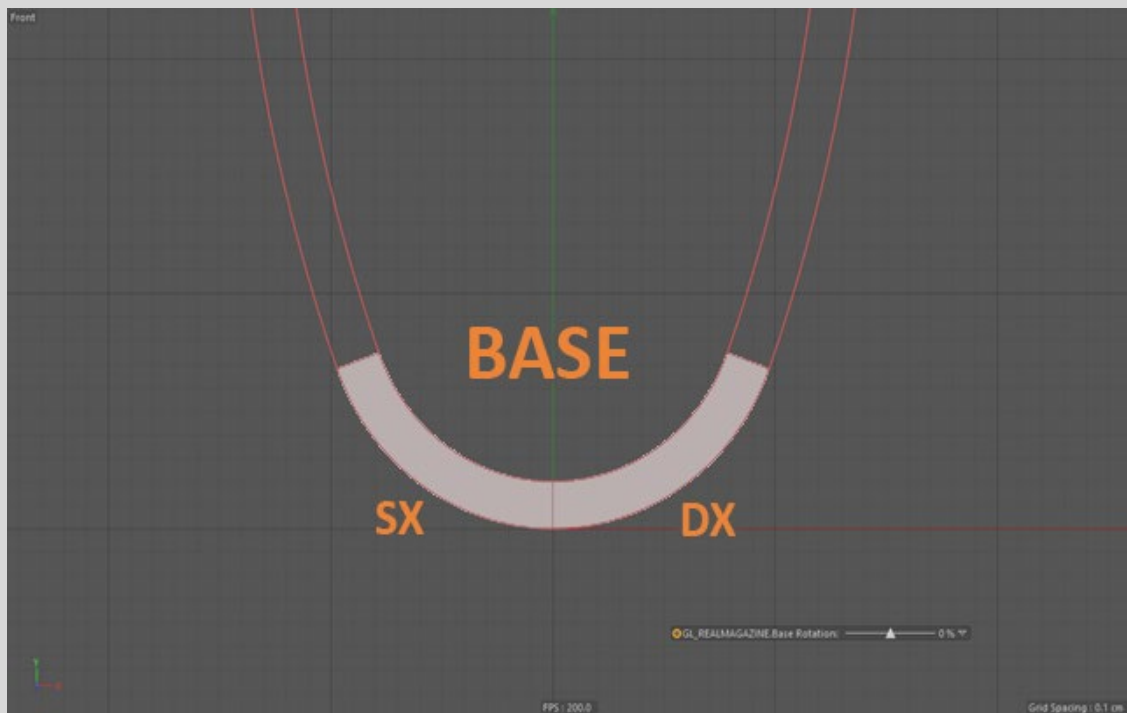 Front
BASE
SX
DX
GL_REALMAGAZINE.Base Rotation: 0 %
FPS : 200.0
Grid Spacing : 0.1 cm